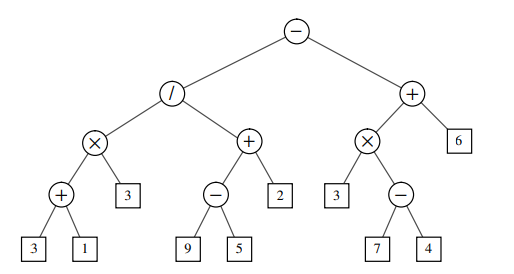 −
/ +
× + × 6
+ 3 − 2 3 −
3 1 9 5 7 4